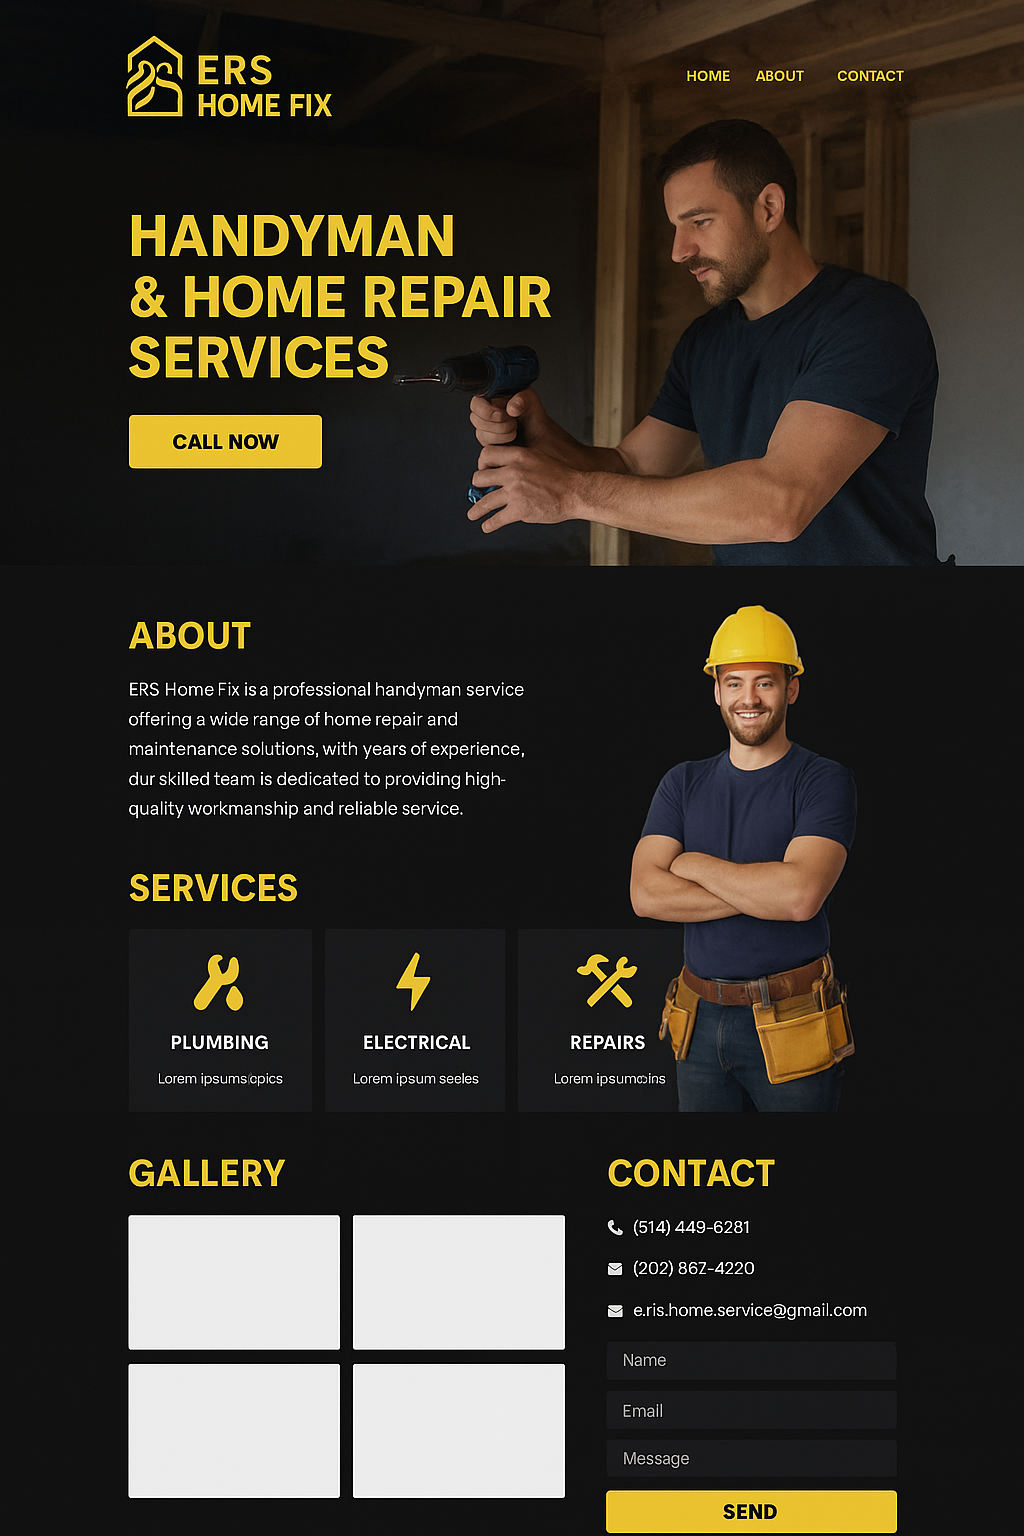 ERS
HOME FIX
HOME ABOUT CONTACT
HANDYMAN
& HOME REPAIR
SERVICES
CALL NOW
ABOUT
ERS Home Fix is a professional handyman service
offering a wide range of home repair and
maintenance solutions, with years of experience,
dur skilled team is dedicated to providing high-
quality workmanship and reliable service.
SERVICES
PLUMBING
Lorem ipsum
ELECTRICAL
Lorem ipsum seeles
REPAIRS
Lorem
GALLERY
CONTACT
(514) 449-6281
(202) 867-4220
e.ris.home.service@gmail.com
Name
Email
Message
SEND